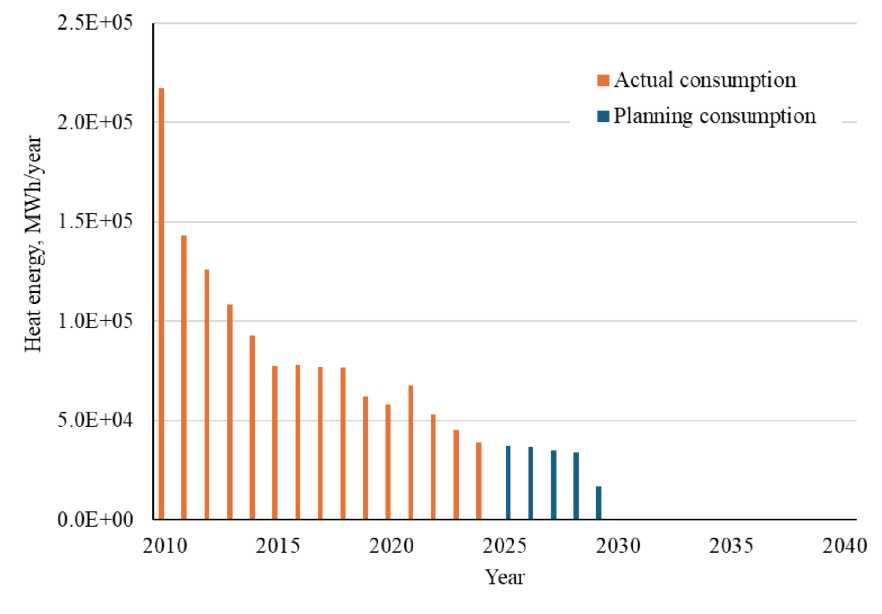 2.5E+05
Actual consumption
Planning consumption
2.0E+05
1.5E+05
1.0E+05
5.0E+04
0.0E+00
Heat energy, MWh/year
2010 2015 2020 2025 2030 2035 2040
Year